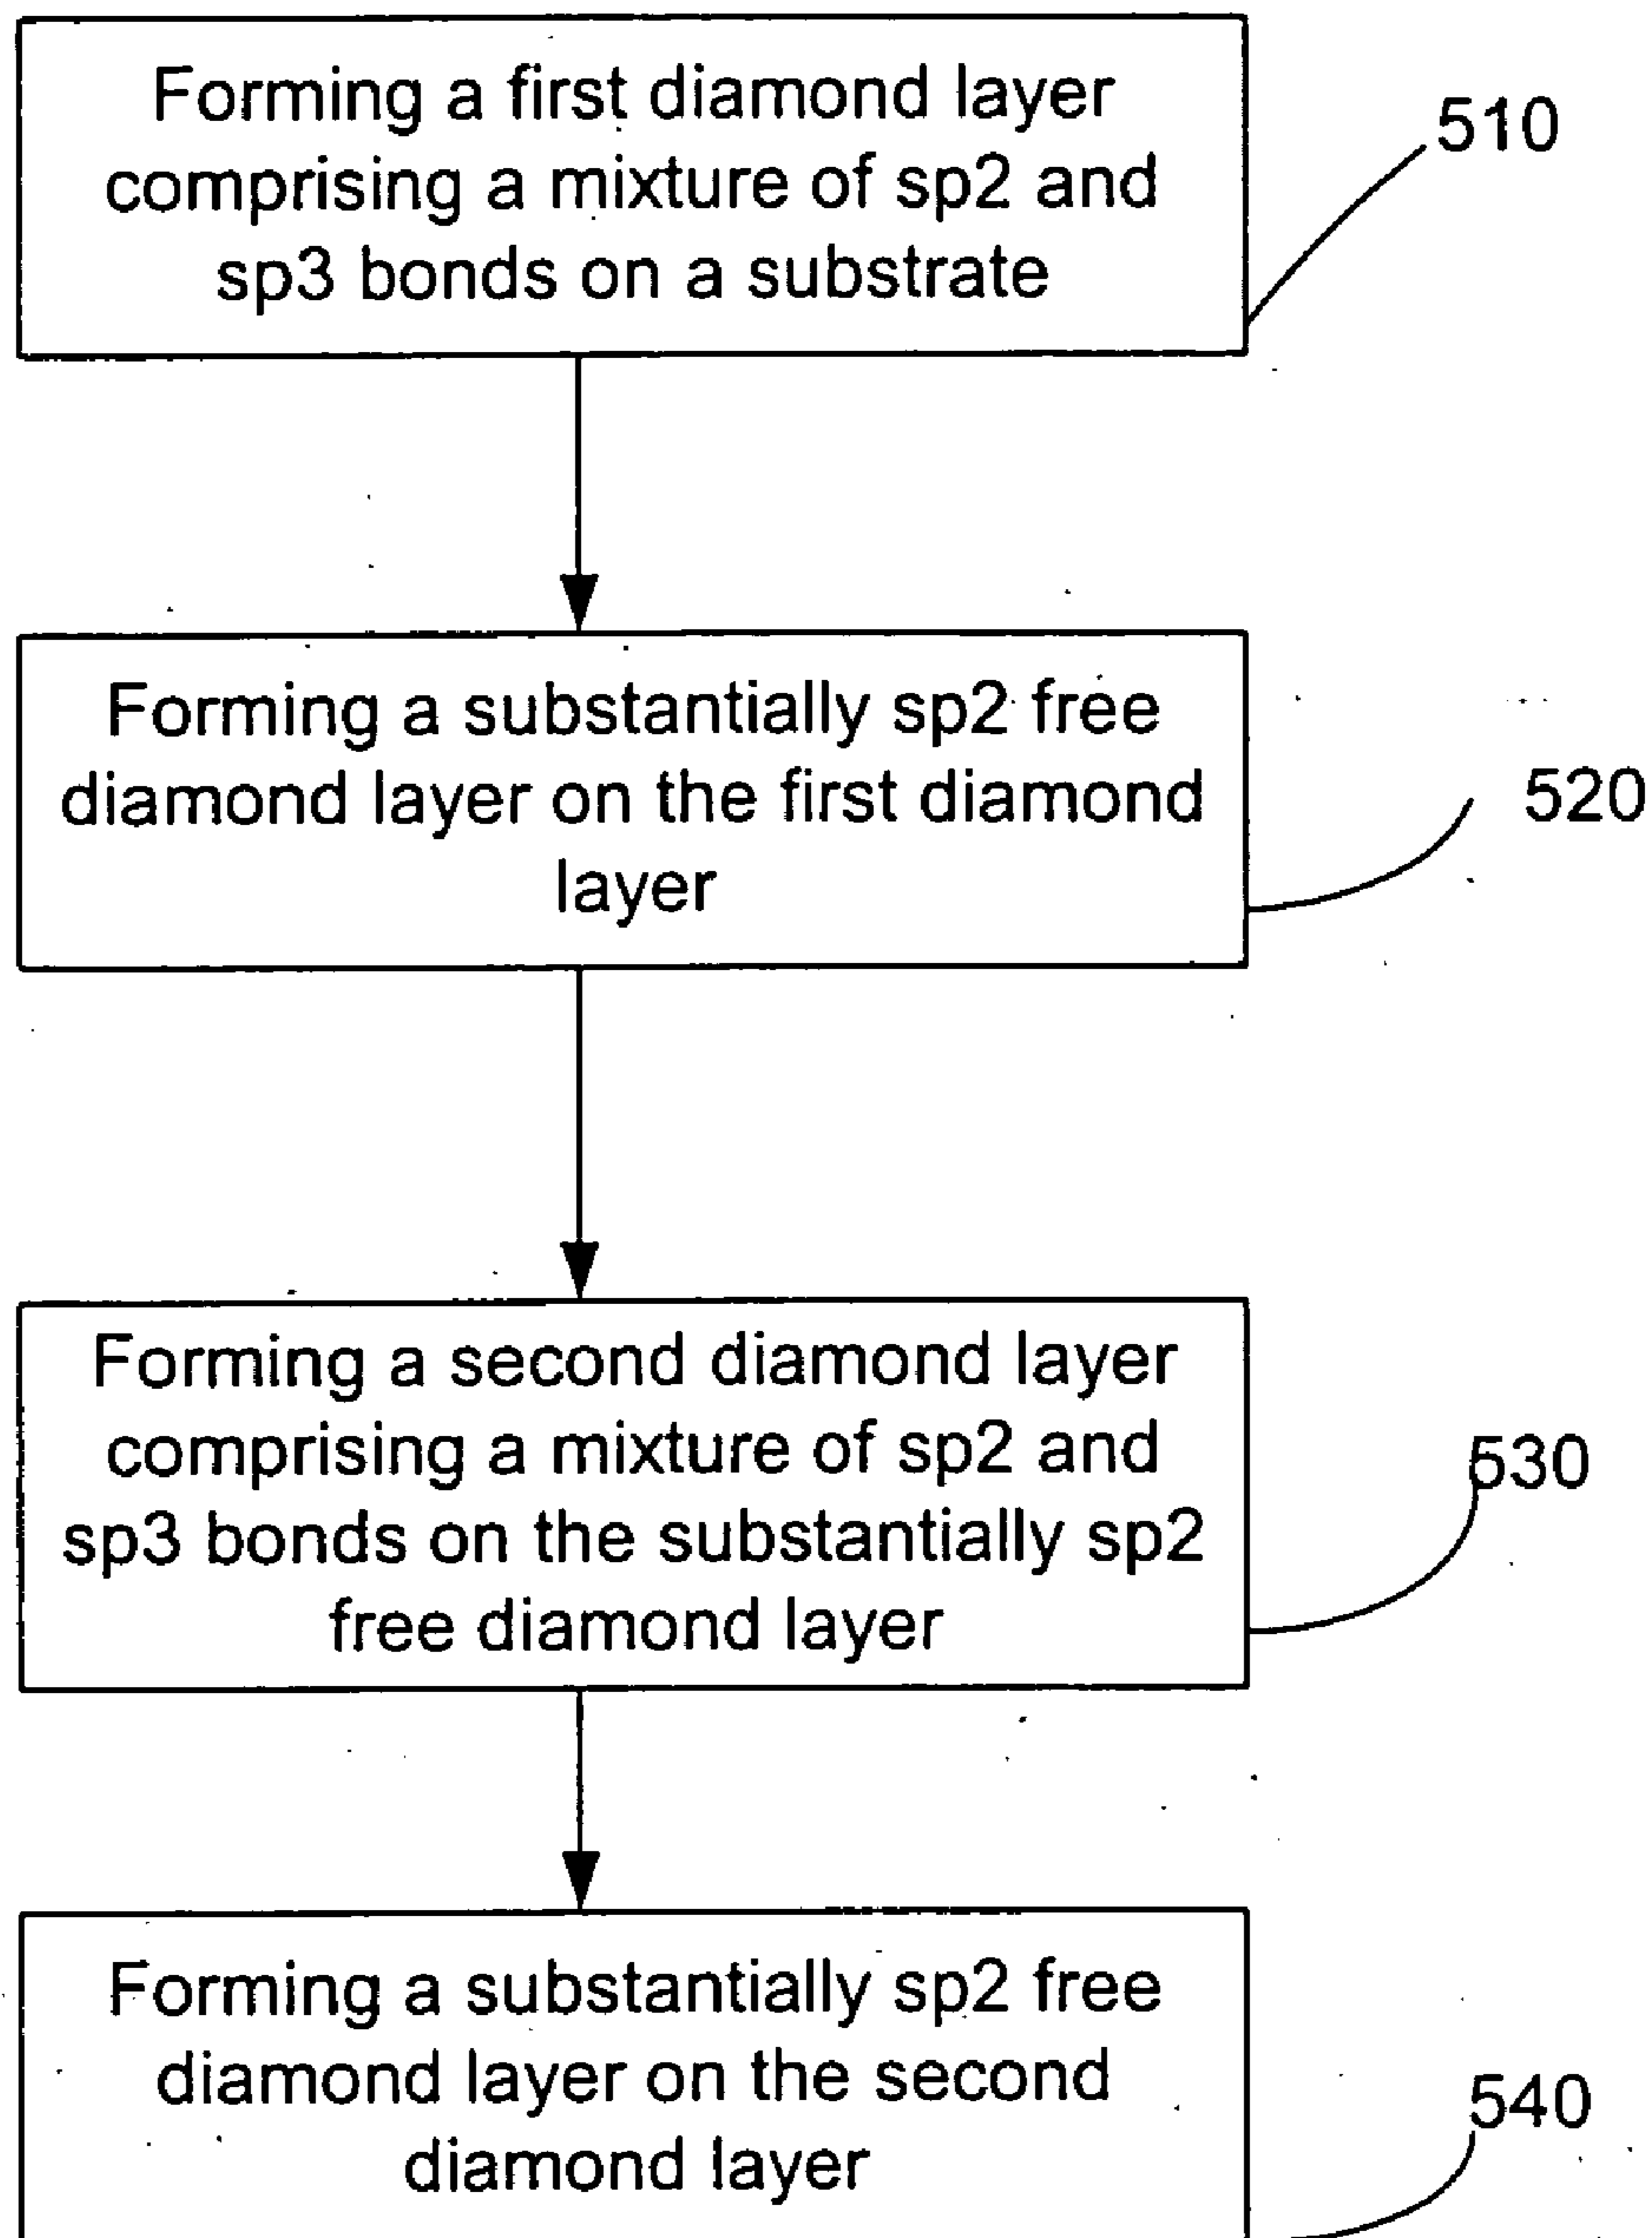 Forming a first diamond layer
comprising a mixture of sp2 and
sp3 bonds on a substrate
510
Forming a substantially sp2 free
diamond layer on the first diamond
layer
520
Forming a second diamond layer
comprising a mixture of sp2 and
sp3 bonds on the substantially sp2
free diamond layer
530
Forming a substantially sp2 free
diamond layer on the second
diamond layer
540